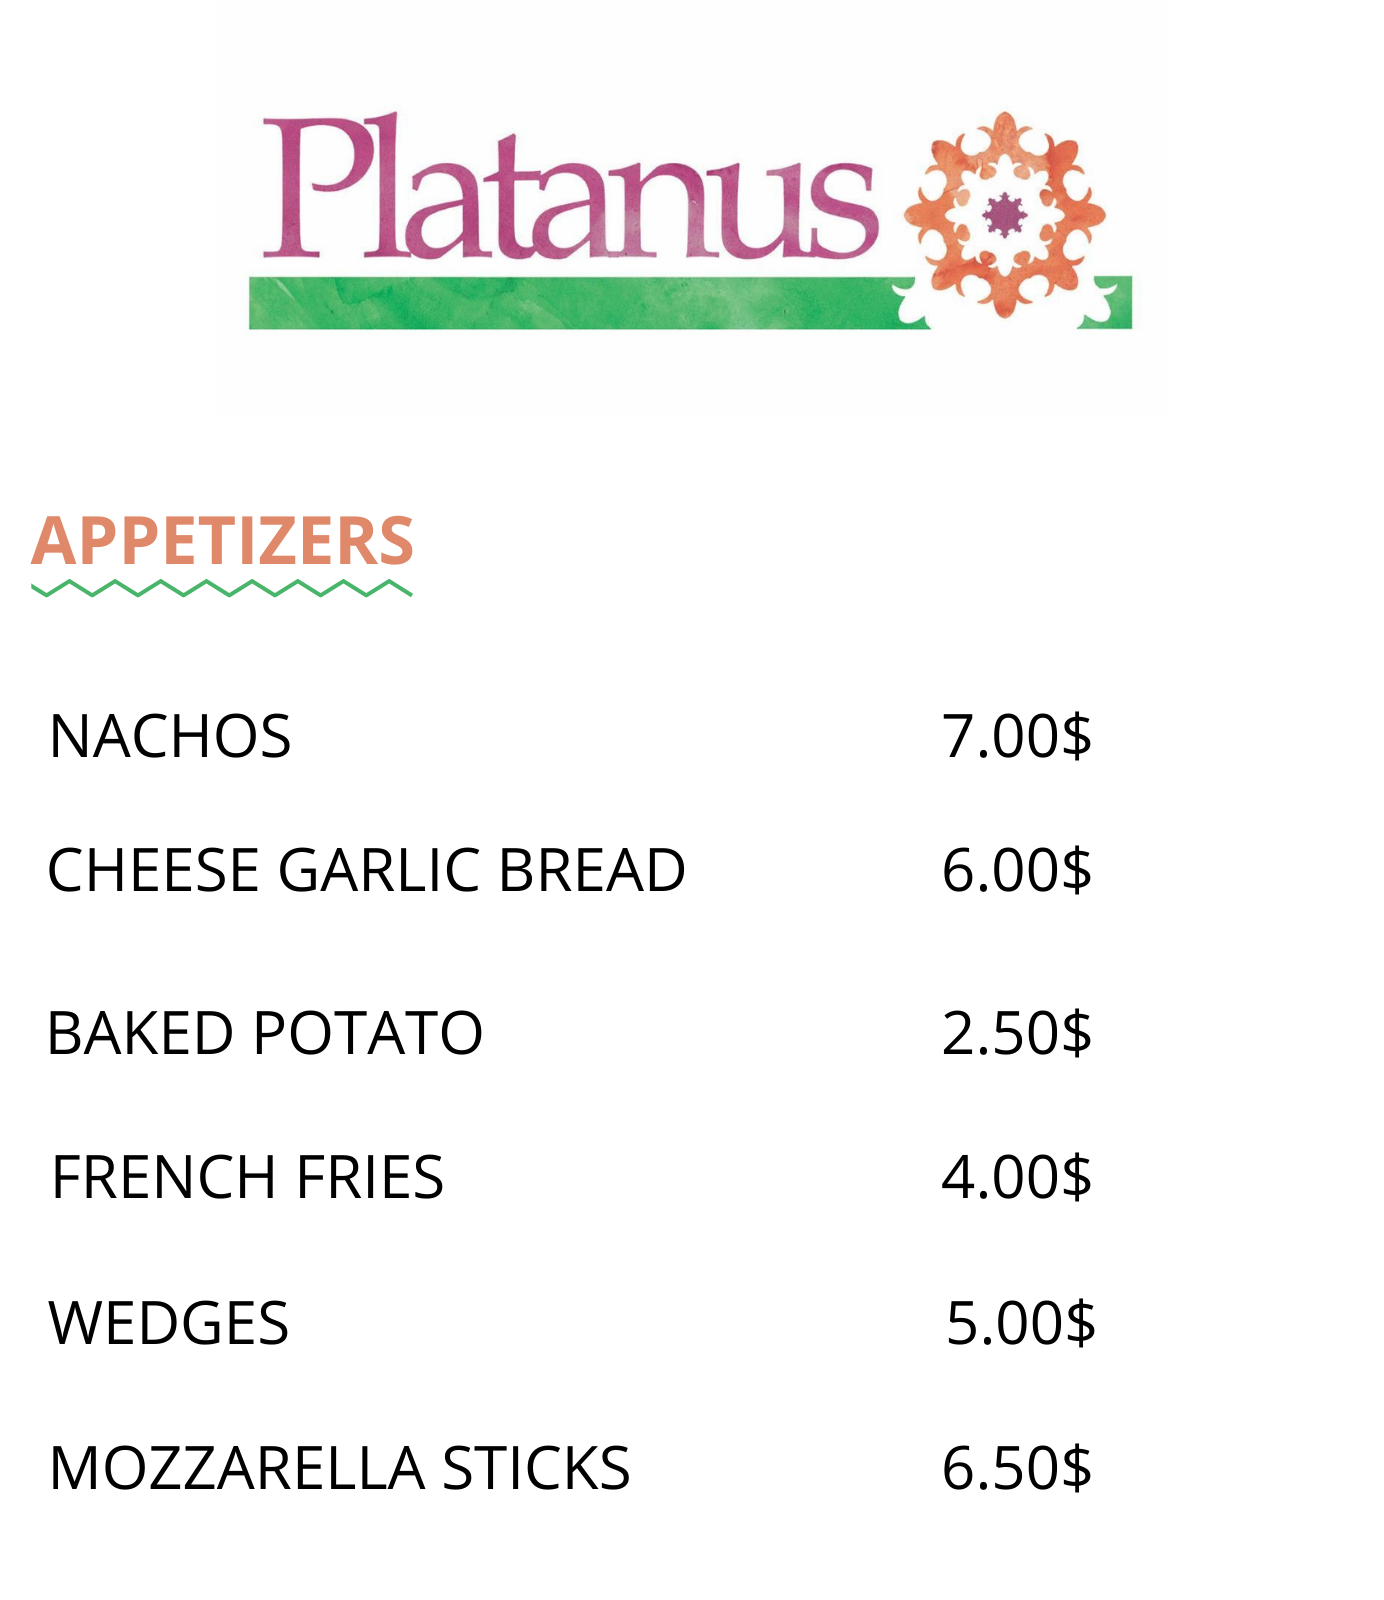 Platanus
APPETIZERS
NACHOS 7.00$
CHEESE GARLIC BREAD 6.00$
BAKED POTATO 2.50$
FRENCH FRIES 4.00$
WEDGES 5.00$
MOZZARELLA STICKS 6.50$